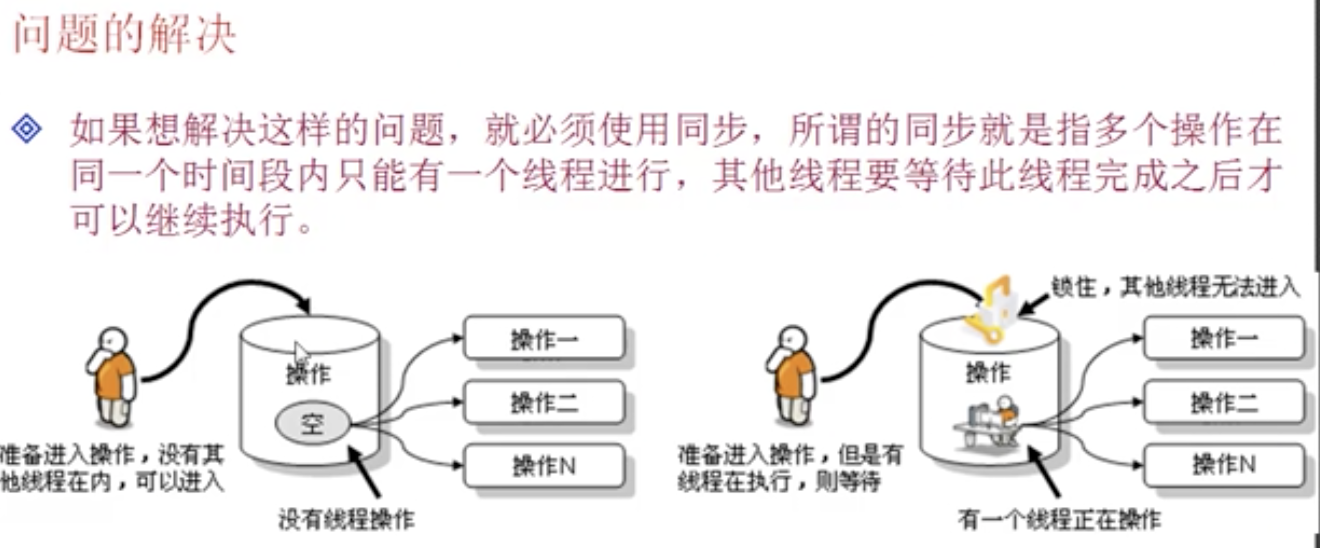 问题的解决
如果想解决这样的问题，就必须使用同步，所谓的同步就是指多个操作在
同一个时间段内只能有一个线程进行，其他线程要等待此线程完成之后才
可以继续执行。
操作
空
操作一
操作二
操作N
准备进入操作，没有其
他线程在内，可以进入
没有线程操作
锁住，其他线程无法进入
操作
操作一
操作二
操作N
准备进入操作，但是有
线程在执行，则等待
有一个线程正在操作